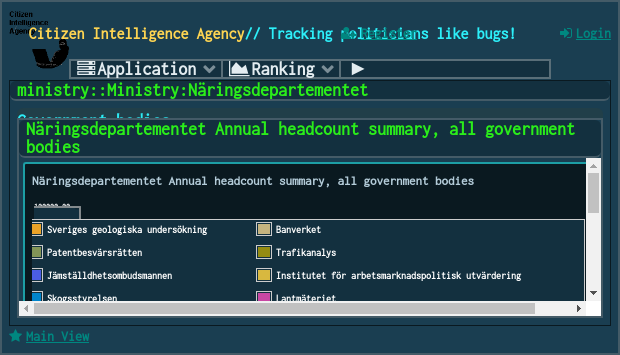 Citizen
Intelligence
Agency
Citizen Intelligence Agency// Tracking politicians like bugs!
Login
Application
Ranking
ministry::Ministry:Näringsdepartementet
Government bodies
Näringsdepartementet Annual headcount summary, all government
bodies
Näringsdepartementet Annual headcount summary, all government bodies
Sveriges geologiska undersökning
Banverket
Patentbesvärsrätten
Trafikanalys
Jämställdhetsombudsmannen
Institutet för arbetsmarknadspolitisk utvärdering
Skogsstyrelsen
Lantmäteriet
Main View